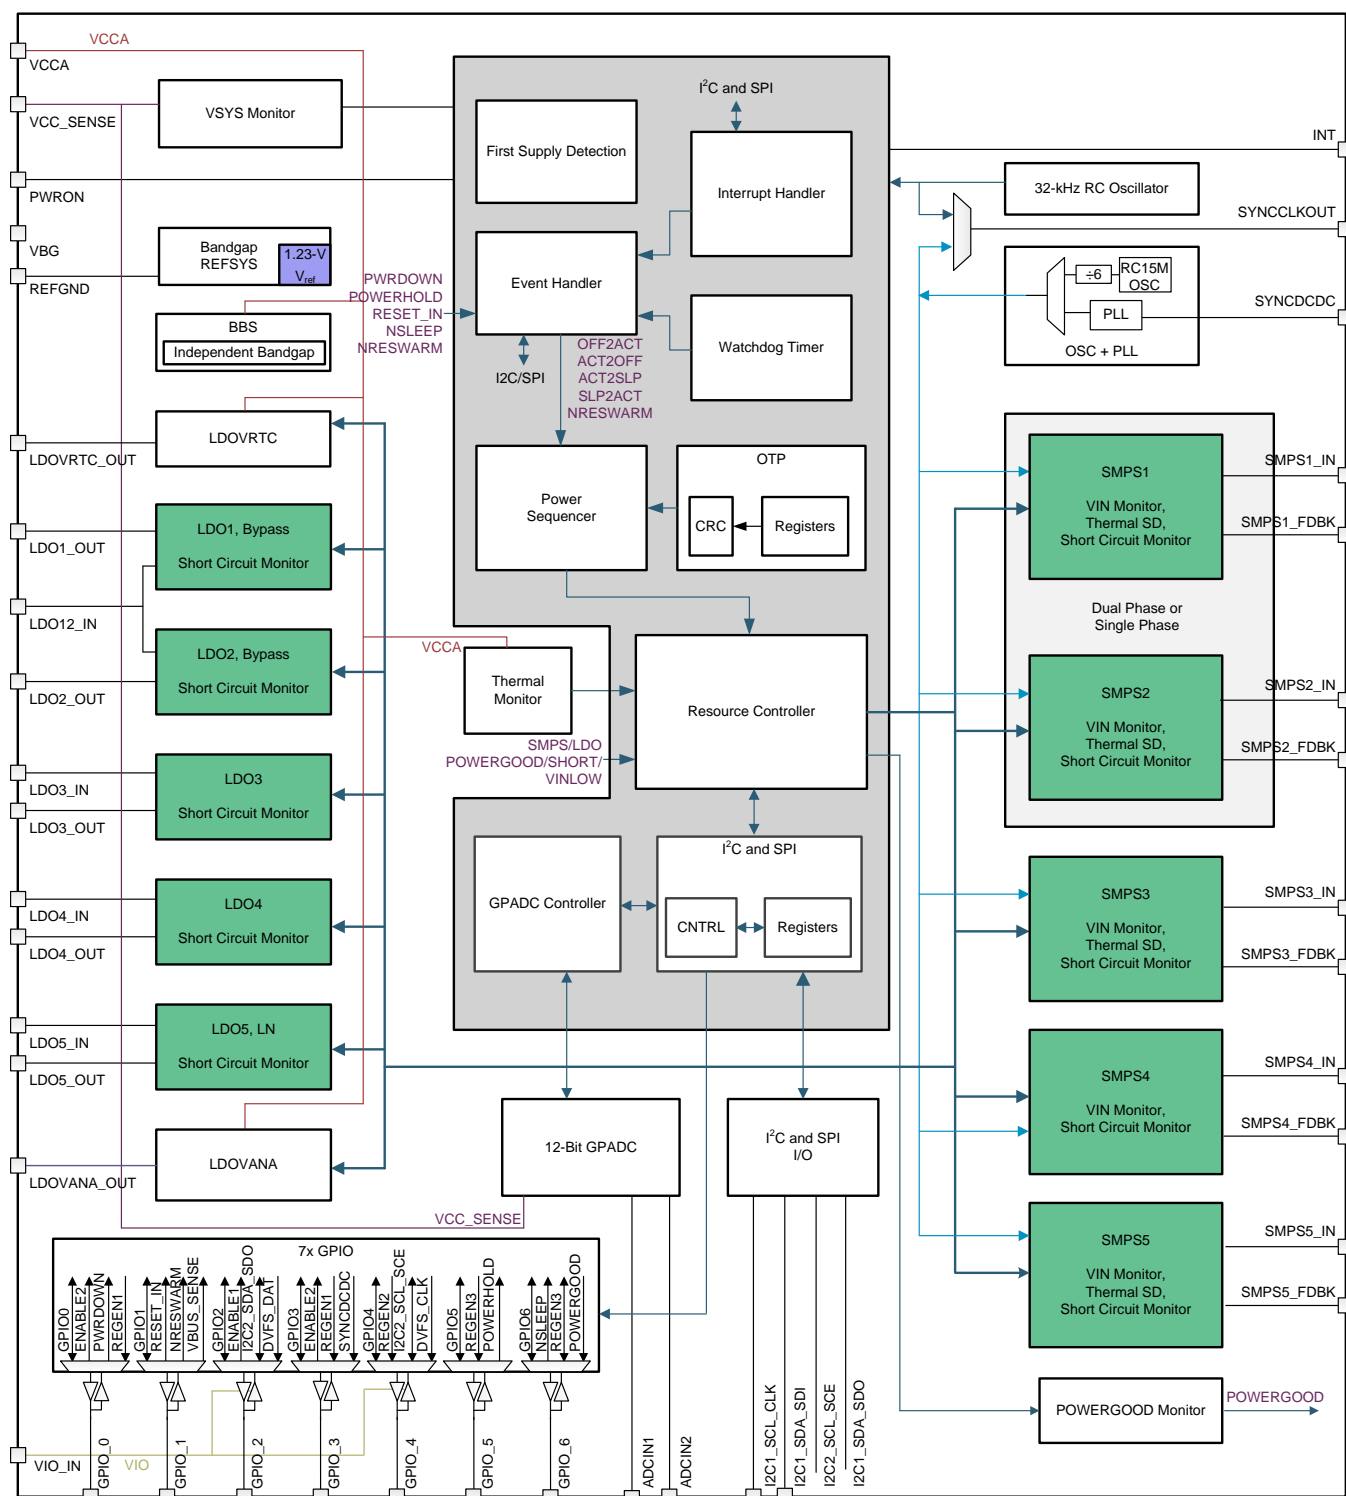 VCCA
VCCA
VCC_SENSE
VSYS Monitor
PWRON
VBG
REFGND
Bandgap
REFSYS
1.23-V
Vref
BBS
Independent Bandgap
LDOVRTC
LDOVRTC_OUT
LDO1, Bypass
Short Circuit Monitor
LDO1_OUT
LDO12_IN
LDO2, Bypass
Short Circuit Monitor
LDO2_OUT
LDO3
Short Circuit Monitor
LDO3_IN
LDO3_OUT
LDO4
Short Circuit Monitor
LDO4_IN
LDO4_OUT
LDO5, LN
Short Circuit Monitor
LDO5_IN
LDO5_OUT
LDOVANA
LDOVANA_OUT
I2C and SPI
First Supply Detection
Interrupt Handler
Event Handler
PWRDOWN
POWERHOLD
RESET_IN
NSLEEP
NRESWARM
I2C/SPI
OFF2ACT
ACT2OFF
ACT2SLP
SLP2ACT
NRESWARM
Watchdog Timer
Power
Sequencer
OTP
CRC
Registers
VCCA
Thermal
Monitor
Resource Controller
SMPS/LDO
POWERGOOD/SHORT/
VINLOW
GPADC Controller
I2C and SPI
CNTRL
Registers
12-Bit GPADC
I2C and SPI
I/O
VCC_SENSE
INT
32-kHz RC Oscillator
SYNCCLKOUT
÷6
RC15M
OSC
PLL
OSC + PLL
SYNCDCDC
SMPS1
VIN Monitor,
Thermal SD,
Short Circuit Monitor
SMPS1_IN
SMPS1_FDBK
Dual Phase or
Single Phase
SMPS2
VIN Monitor,
Thermal SD,
Short Circuit Monitor
SMPS2_IN
SMPS2_FDBK
SMPS3
VIN Monitor,
Thermal SD,
Short Circuit Monitor
SMPS3_IN
SMPS3_FDBK
SMPS4
VIN Monitor,
Short Circuit Monitor
SMPS4_IN
SMPS4_FDBK
SMPS5
VIN Monitor,
Thermal SD,
Short Circuit Monitor
SMPS5_IN
SMPS5_FDBK
POWERGOOD Monitor
POWERGOOD
7x GPIO
GPIO0
ENABLE2
PWRDOWN
REGEN1
GPIO1
RESET_IN
NRESWARM
VBUS_SENSE
GPIO2
ENABLE1
I2C2_SDA_SDO
DVFS_DAT
GPIO3
ENABLE2
REGEN1
SYNCDCDC
GPIO4
REGEN2
I2C2_SCL_SCE
DVFS_CLK
GPIO5
REGEN3
POWERHOLD
GPIO6
NSLEEP
REGEN3
POWERGOOD
VIO_IN
VIO
GPIO_0
GPIO_1
GPIO_2
GPIO_3
GPIO_4
GPIO_5
GPIO_6
ADCIN1
ADCIN2
I2C1_SCL_CLK
I2C1_SDA_SDI
I2C2_SCL_SCE
I2C1_SDA_SDO